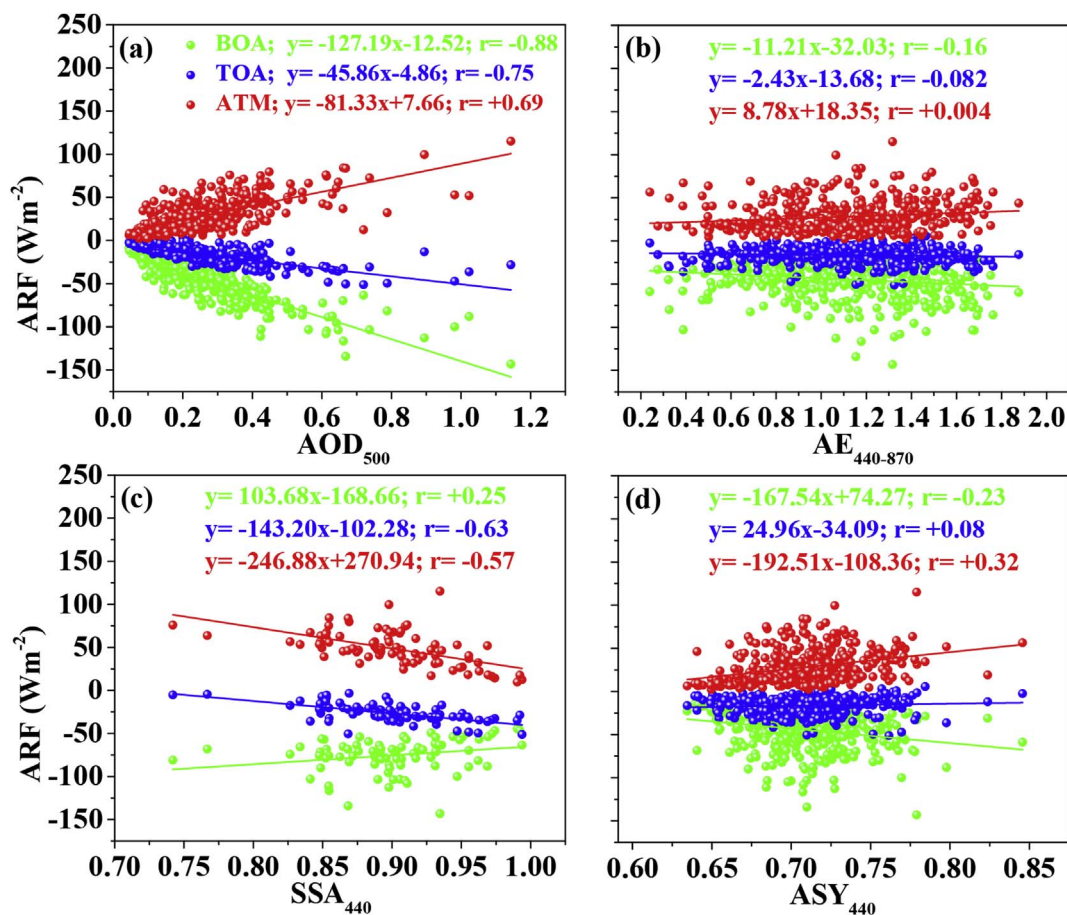 (a) BOA; y= -127.19x-12.52; r= -0.88
TOA; y= -45.86x-4.86; r= -0.75
ATM; y= -81.33x+7.66; r= +0.69
250
200
150
100
50
0
-50
-100
-150
ARF (Wm-2)
0.0 0.2 0.4 0.6 0.8 1.0 1.2
AOD500
(b) y= -11.21x-32.03; r= -0.16
y= -2.43x-13.68; r= -0.082
y= 8.78x+18.35; r= +0.004
0.2 0.4 0.6 0.8 1.0 1.2 1.4 1.6 1.8 2.0
AE440-870
(c) y= 103.68x-168.66; r= +0.25
y= -143.20x-102.28; r= -0.63
y= -246.88x+270.94; r= -0.57
250
200
150
100
50
0
-50
-100
-150
ARF (Wm-2)
0.70 0.75 0.80 0.85 0.90 0.95 1.00
SSA440
(d) y= -167.54x+74.27; r= -0.23
y= 24.96x-34.09; r= +0.08
y= -192.51x-108.36; r= +0.32
0.60 0.65 0.70 0.75 0.80 0.85
ASY440